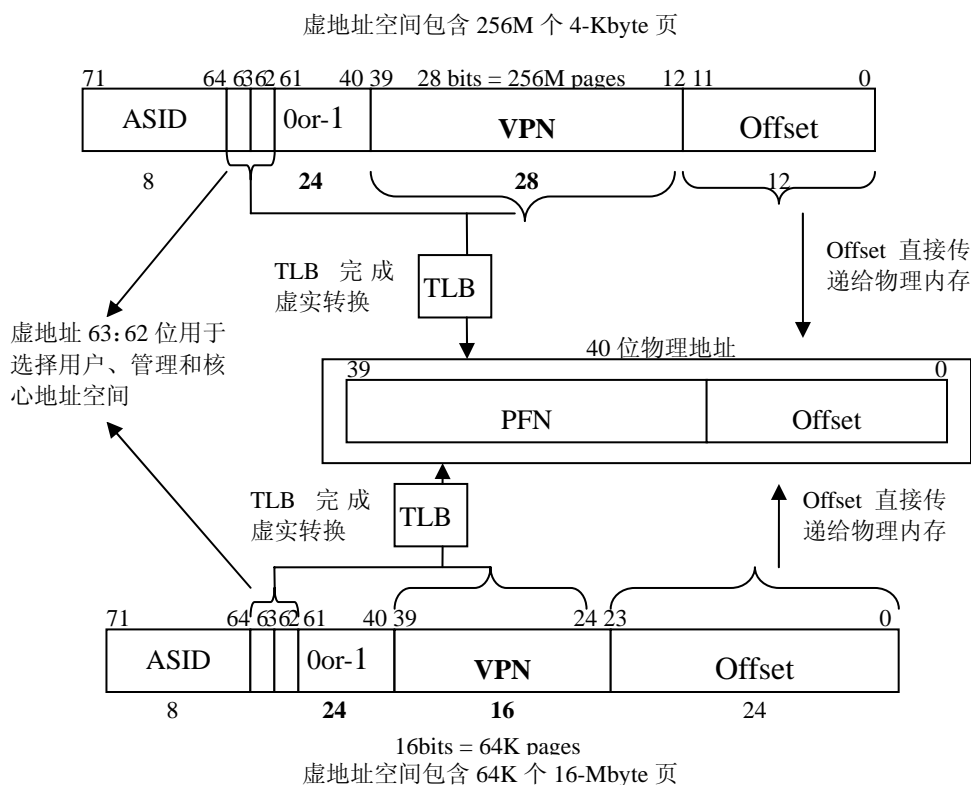 虚地址空间包含 256M 个 4-Kbyte 页
71 64 63 62 61 40 39 28 bits = 256M pages 12 11 0
ASID 0or-1 VPN Offset
8 24 28 12
TLB 完成
虚实转换
TLB
Offset 直接传
递给物理内存
虚地址 63:62 位用于
选择用户、管理和核
心地址空间
40 位物理地址
39 0
PFN Offset
TLB 完成
虚实转换
TLB
Offset 直接传
递给物理内存
71 64 63 62 61 40 39 24 23 0
ASID 0or-1 VPN Offset
8 24 16 24
16bits = 64K pages
虚地址空间包含 64K 个 16-Mbyte 页